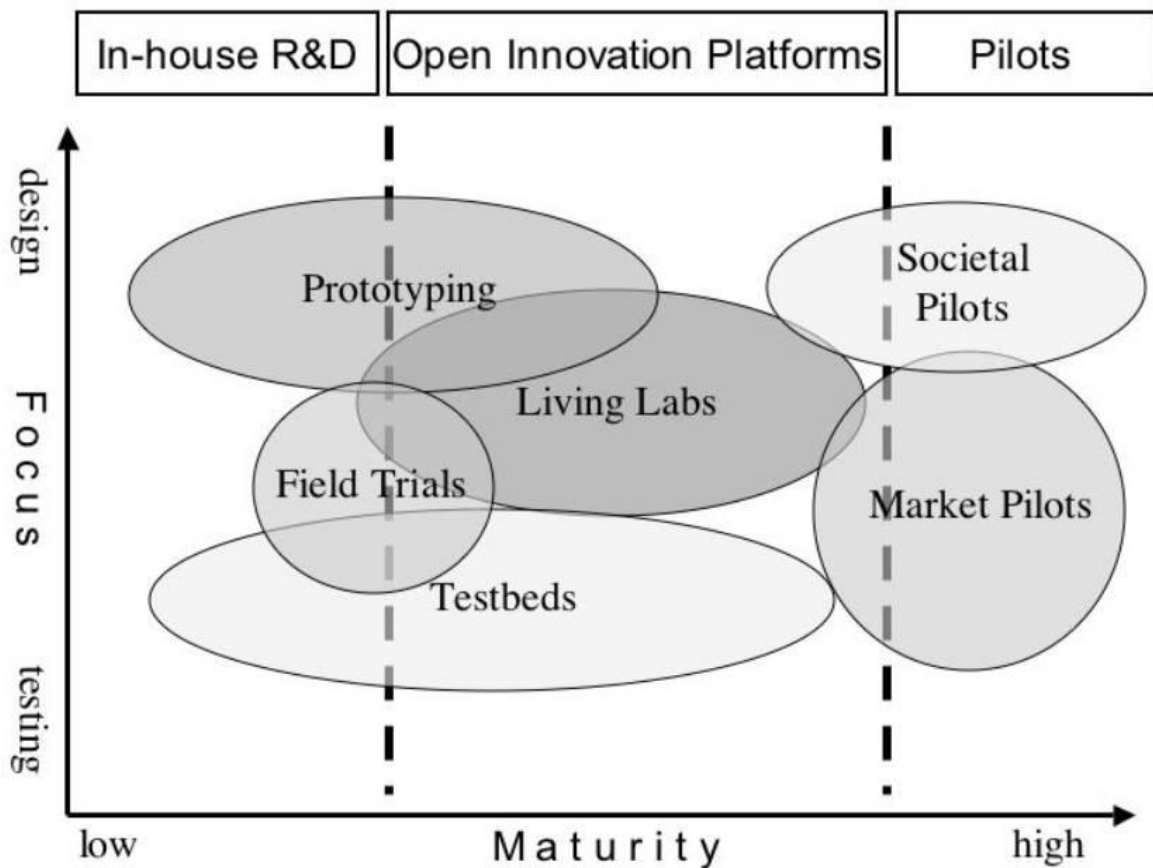 In-house R&D
Open Innovation Platforms
Pilots
design
Focus
testing
Prototyping
Societal
Pilots
Living Labs
Field Trials
Market Pilots
Testbeds
low
Maturity
high